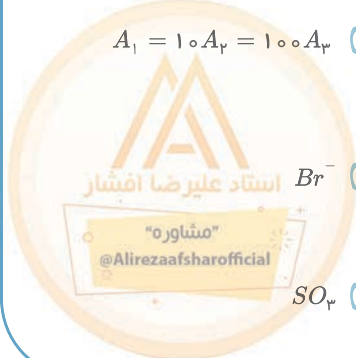 A₁ = ۱۰A₂ = ۱۰۰A₃
Br⁻
استاد علیرضا افشار
"مشاوره"
@Alirezaafsharofficial
SO₃